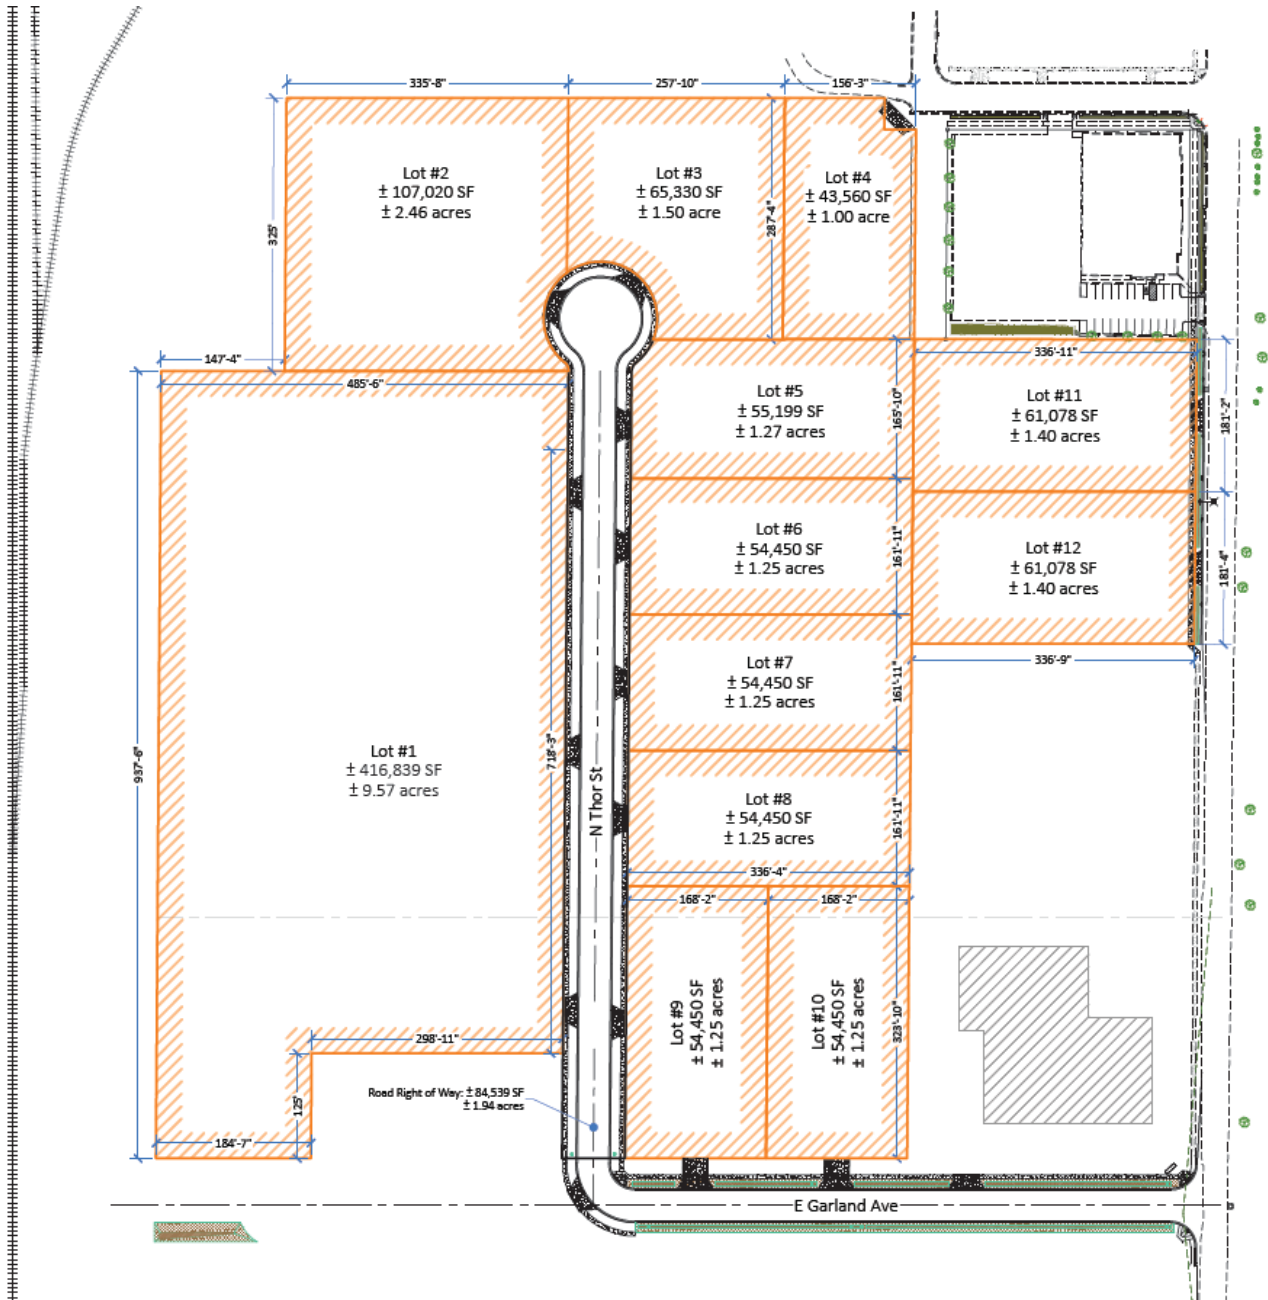 335'-8"
257'-10"
156'-3"
Lot #2
± 107,020 SF
± 2.46 acres
Lot #3
± 65,330 SF
± 1.50 acre
Lot #4
± 43,560 SF
± 1.00 acre
325'
287'-4"
147'-4"
485'-6"
336'-11"
Lot #5
± 55,199 SF
± 1.27 acres
165'-10"
Lot #11
± 61,078 SF
± 1.40 acres
181'-2"
Lot #6
± 54,450 SF
± 1.25 acres
161'-11"
Lot #12
± 61,078 SF
± 1.40 acres
181'-4"
336'-9"
Lot #7
± 54,450 SF
± 1.25 acres
161'-11"
Lot #1
± 416,839 SF
± 9.57 acres
937'-6"
718'-3"
N Thor St
Lot #8
± 54,450 SF
± 1.25 acres
161'-11"
336'-4"
168'-2"
168'-2"
Lot #9
± 54,450 SF
± 1.25 acres
Lot #10
± 54,450 SF
± 1.25 acres
323'-10"
298'-11"
125'
184'-7"
Road Right of Way: ± 84,539 SF
± 1.94 acres
E Garland Ave